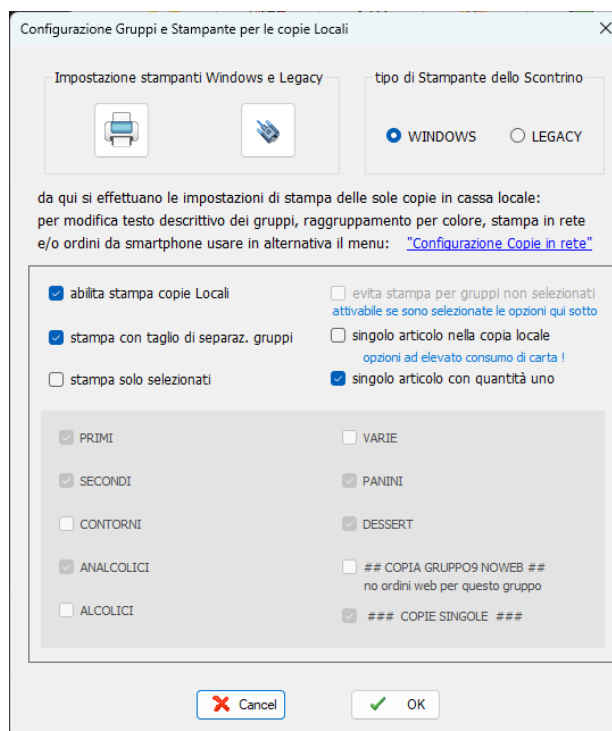 Configurazione Gruppi e Stampante per le copie Locali
Impostazione stampanti Windows e Legacy
tipo di Stampante dello Scontrino
WINDOWS
LEGACY
da qui si effettuano le impostazioni di stampa delle sole copie in cassa locale:
per modifica testo descrittivo dei gruppi, raggruppamento per colore, stampa in rete
e/o ordini da smartphone usare in alternativa il menu: "Configurazione Copie in rete"
abilita stampa copie Locali
evita stampa per gruppi non selezionati
attivabile se sono selezionate le opzioni qui sotto
stampa con taglio di separaz. gruppi
singolo articolo nella copia locale
opzioni ad elevato consumo di carta !
stampa solo selezionati
singolo articolo con quantità uno
PRIMI
VARIE
SECONDI
PANINI
CONTORNI
DESSERT
ANALCOLICI
## COPIA GRUPPO9 NOWEB ##
no ordini web per questo gruppo
ALCOLICI
### COPIE SINGOLE ###
Cancel
OK